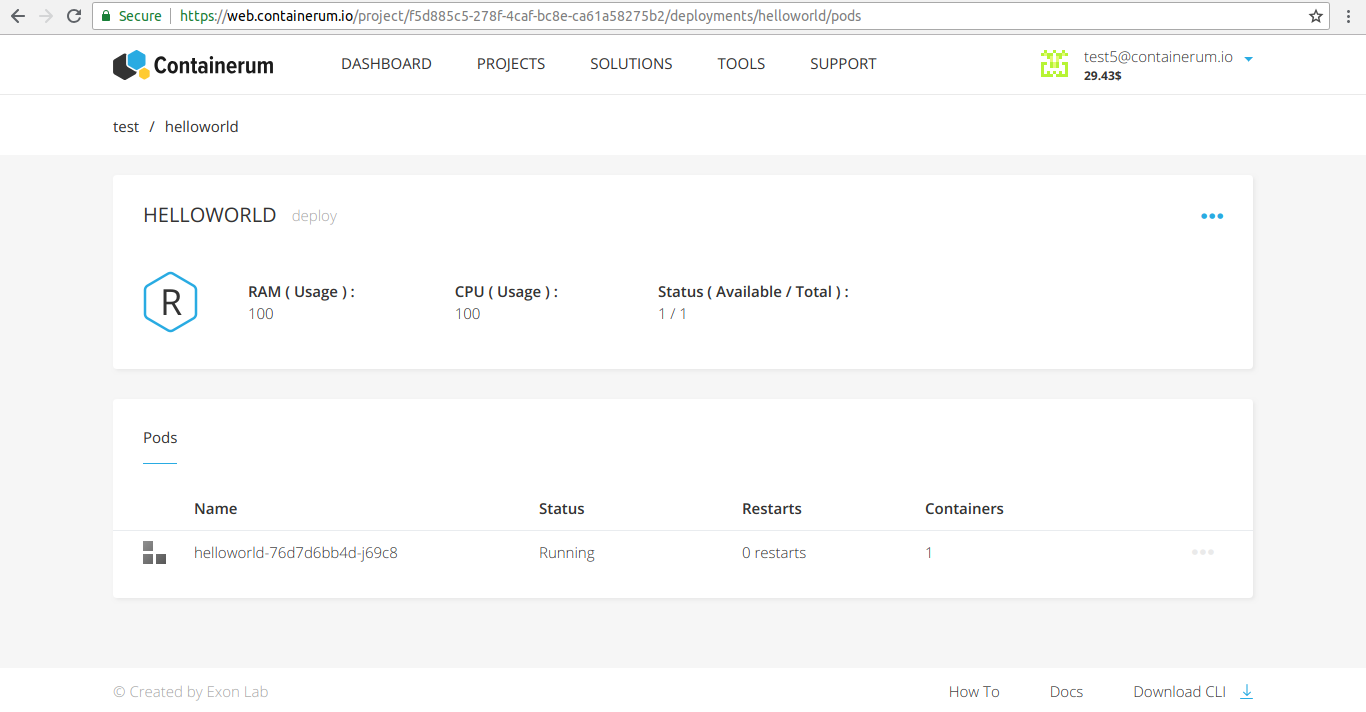 Secure https://web.containerum.io/project/f5d885c5-278f-4caf-bc8e-ca61a58275b2/deployments/helloworld/pods
Containerum DASHBOARD PROJECTS SOLUTIONS TOOLS SUPPORT test5@containerum.io
29.43$
test / helloworld
HELLOWORLD deploy
R
RAM ( Usage ) : CPU ( Usage ) : Status ( Available / Total ) :
100 100 1 / 1
Pods
Name Status Restarts Containers
helloworld-76d7d6bb4d-j69c8 Running 0 restarts 1
© Created by Exon Lab How To Docs Download CLI